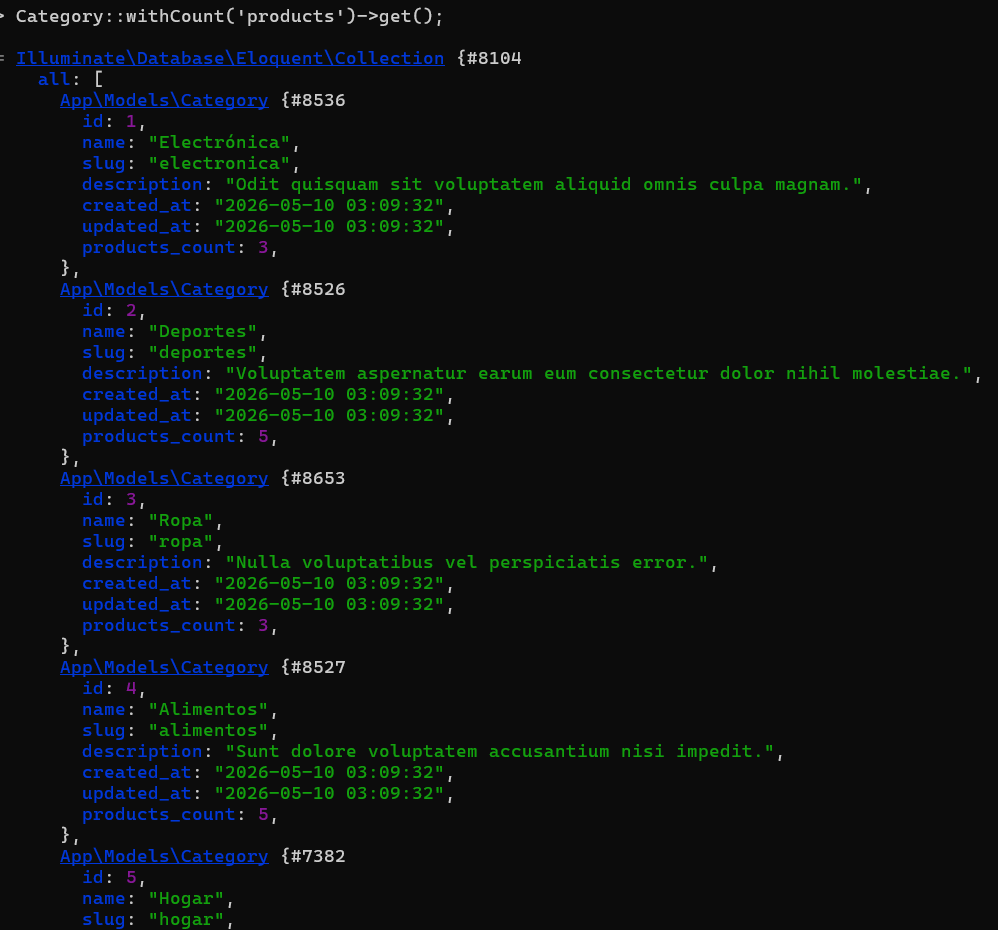 > Category::withCount('products')->get();
= Illuminate\Database\Eloquent\Collection {#8104
all: [
App\Models\Category {#8536
id: 1,
name: "Electrónica",
slug: "electronica",
description: "Odit quisquam sit voluptatem aliquid omnis culpa magnam.",
created_at: "2026-05-10 03:09:32",
updated_at: "2026-05-10 03:09:32",
products_count: 3,
},
App\Models\Category {#8526
id: 2,
name: "Deportes",
slug: "deportes",
description: "Voluptatem aspernatur earum eum consectetur dolor nihil molestiae.",
created_at: "2026-05-10 03:09:32",
updated_at: "2026-05-10 03:09:32",
products_count: 5,
},
App\Models\Category {#8653
id: 3,
name: "Ropa",
slug: "ropa",
description: "Nulla voluptatibus vel perspiciatis error.",
created_at: "2026-05-10 03:09:32",
updated_at: "2026-05-10 03:09:32",
products_count: 3,
},
App\Models\Category {#8527
id: 4,
name: "Alimentos",
slug: "alimentos",
description: "Sunt dolore voluptatem accusantium nisi impedit.",
created_at: "2026-05-10 03:09:32",
updated_at: "2026-05-10 03:09:32",
products_count: 5,
},
App\Models\Category {#7382
id: 5,
name: "Hogar",
slug: "hogar",